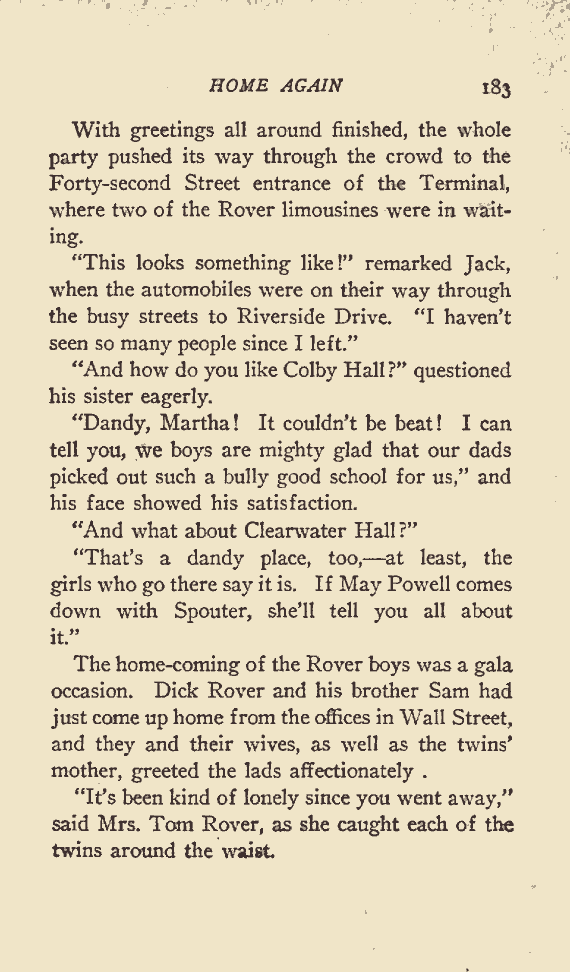 HOME AGAIN 183
With greetings all around finished, the whole
party pushed its way through the crowd to the
Forty-second Street entrance of the Terminal,
where two of the Rover limousines were in wait-
ing.
“This looks something like!” remarked Jack,
when the automobiles were on their way through
the busy streets to Riverside Drive. “I haven’t
seen so many people since I left.”
“And how do you like Colby Hall?” questioned
his sister eagerly.
“Dandy, Martha! It couldn’t be beat! I can
tell you, we boys are mighty glad that our dads
picked out such a bully good school for us,” and
his face showed his satisfaction.
“And what about Clearwater Hall?”
“That’s a dandy place, too,—at least, the
girls who go there say it is. If May Powell comes
down with Spouter, she’ll tell you all about
it.”
The home-coming of the Rover boys was a gala
occasion. Dick Rover and his brother Sam had
just come up home from the offices in Wall Street,
and they and their wives, as well as the twins’
mother, greeted the lads affectionately .
“It’s been kind of lonely since you went away,”
said Mrs. Tom Rover, as she caught each of the
twins around the waist.